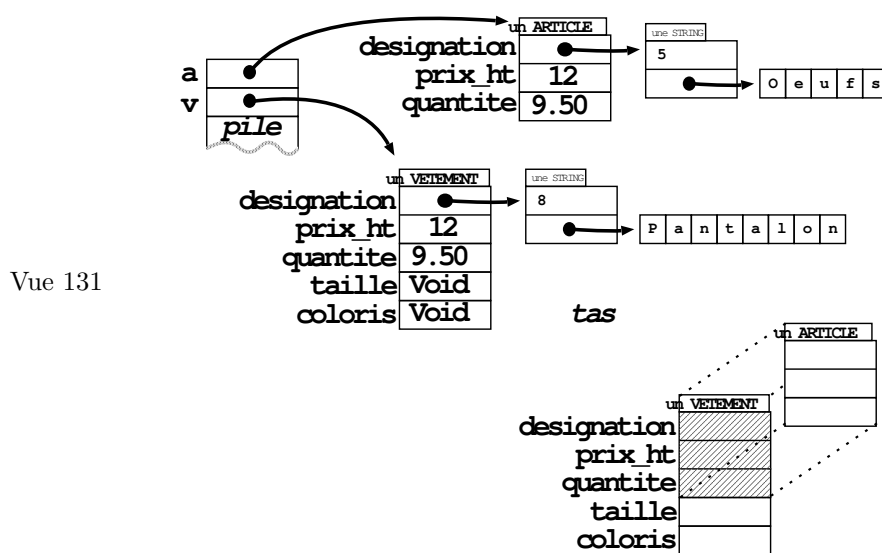 un ARTICLE
designation
une STRING
5
a
prix_ht 12
O e u f s
v
quantite 9.50
pile
un VETEMENT
une STRING
designation
8
prix_ht 12
P a n t a l o n
quantite 9.50
Vue 131
taille Void
coloris Void
tas
un ARTICLE
un VETEMENT
designation
prix_ht
quantite
taille
coloris